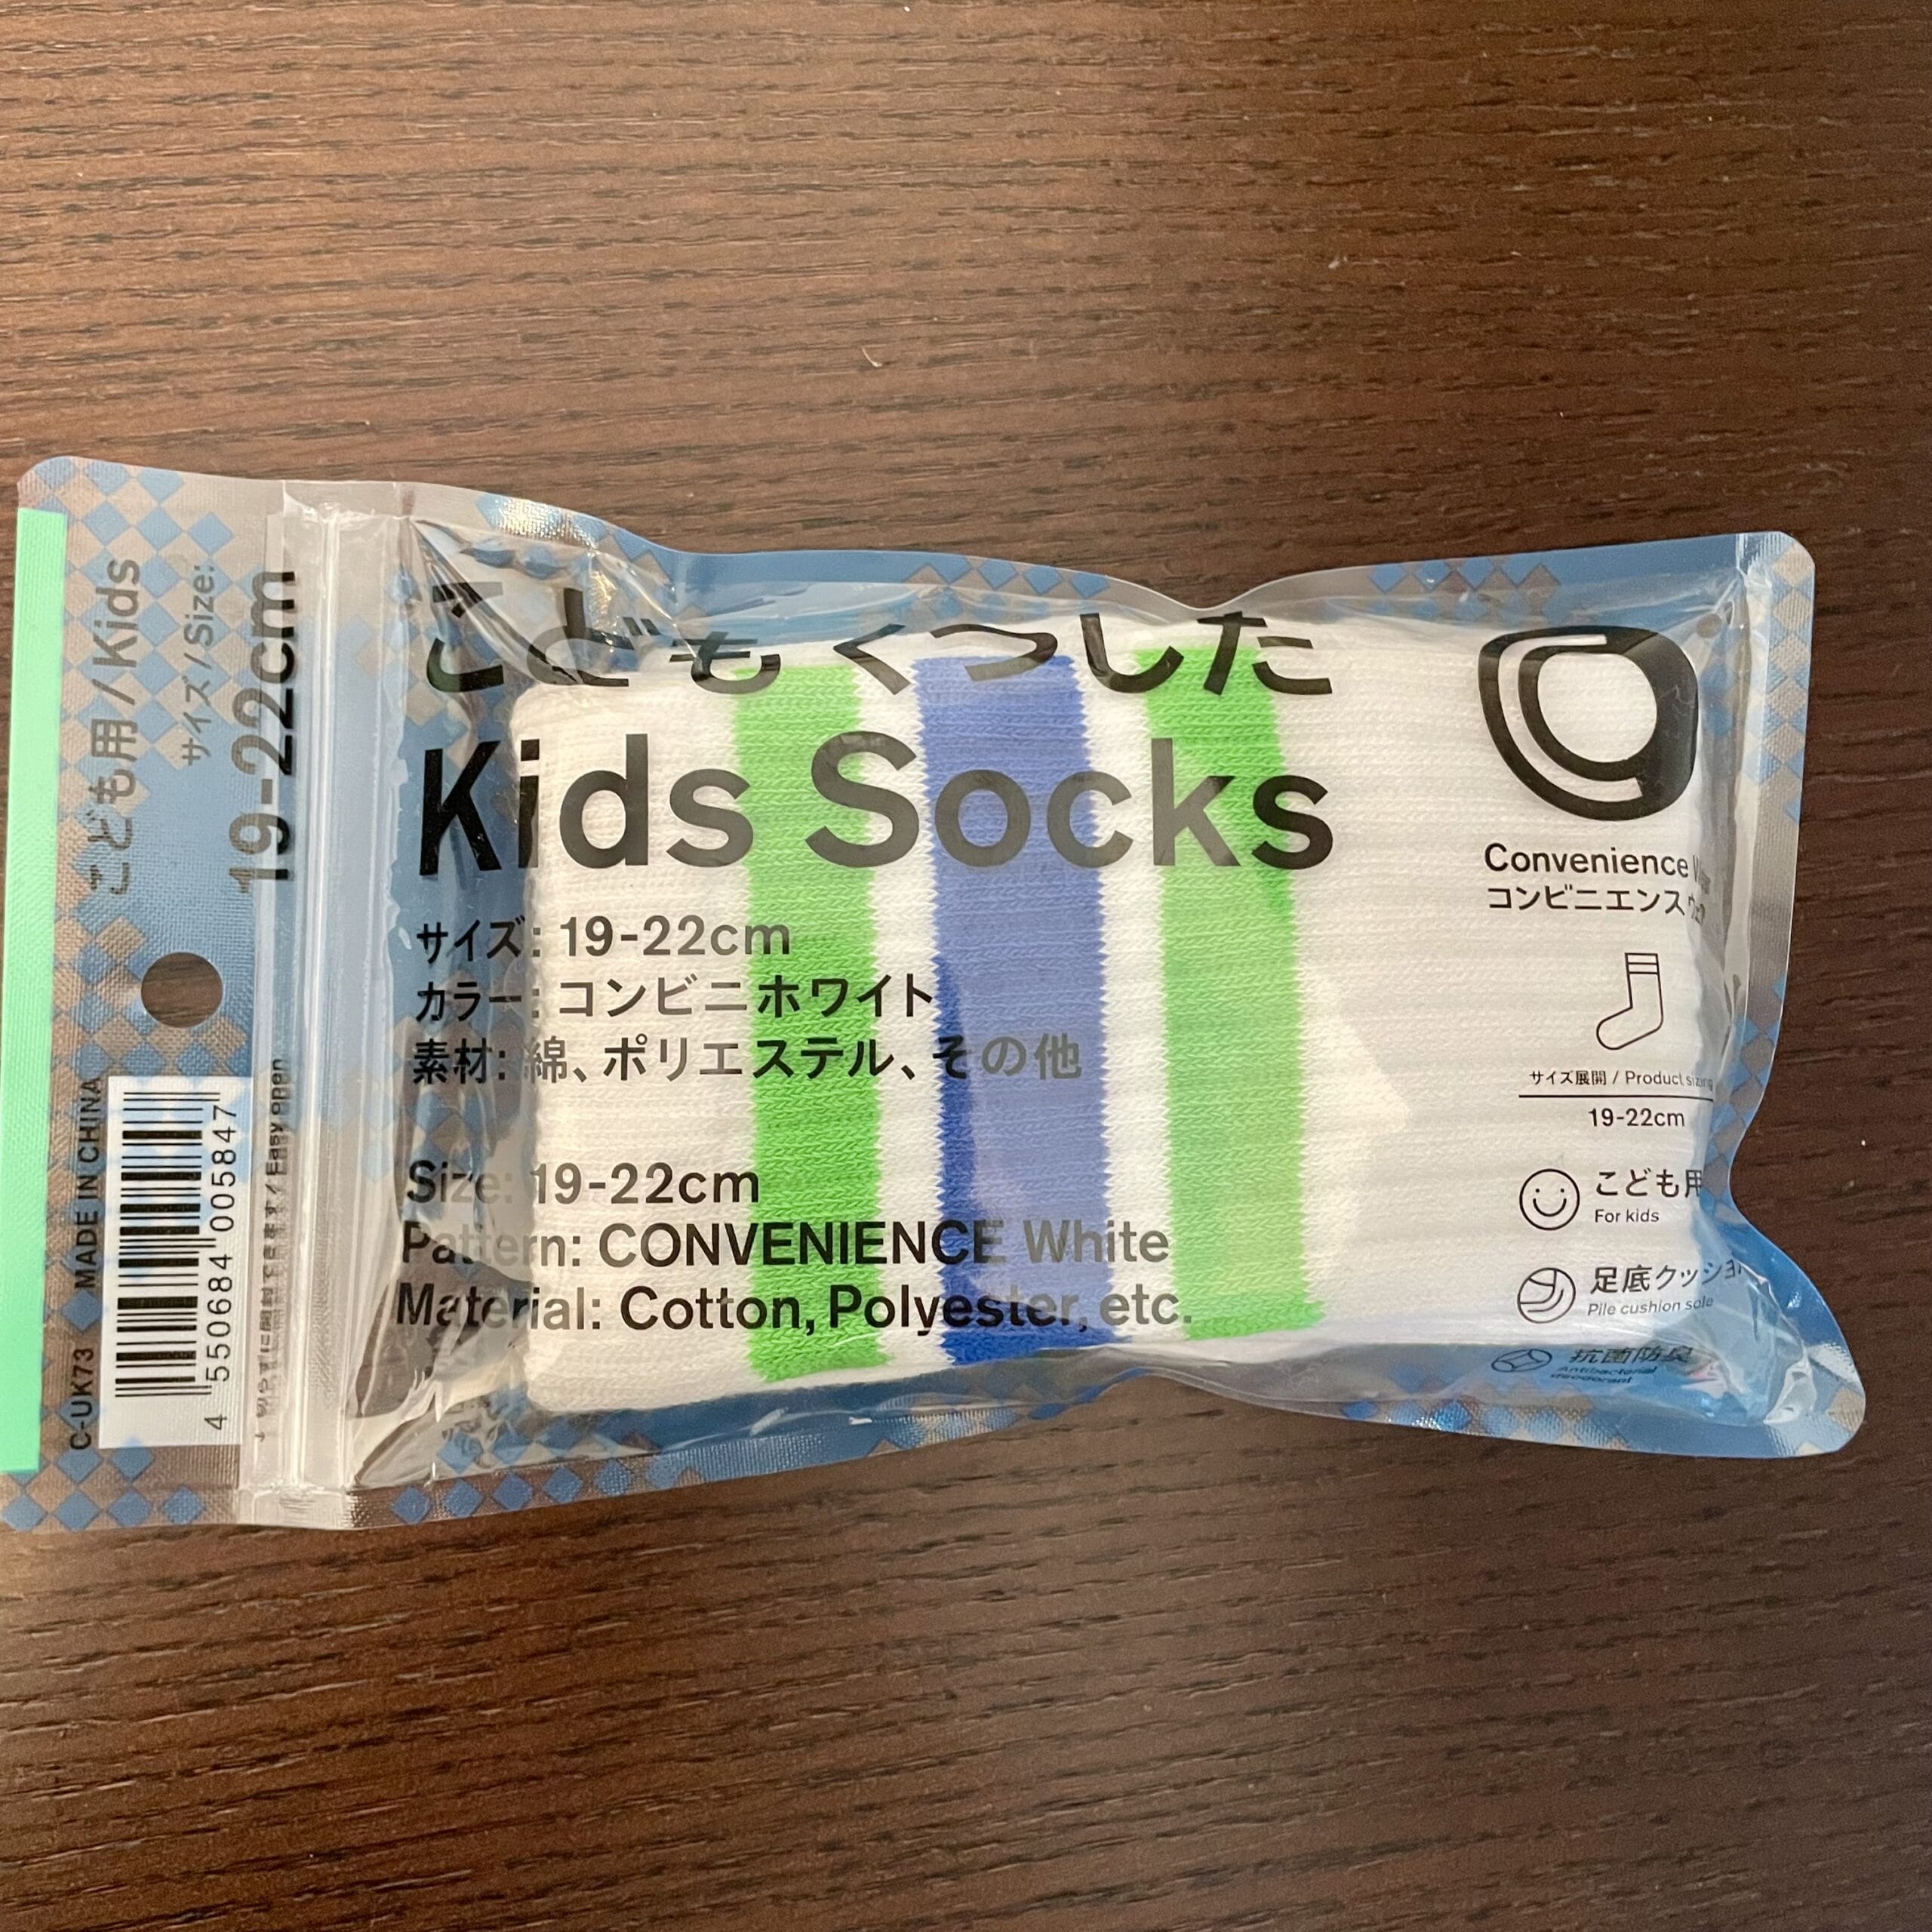 こども用/Kids
サイズ/Size:
19-22cm
C-UK73 MADE IN CHINA
4 550684 005847
Easy open
こども くつした
Kids Socks
サイズ: 19-22cm
カラー: コンビニホワイト
素材: 綿、ポリエステル、その他
Size: 19-22cm
Pattern: CONVENIENCE White
Material: Cotton, Polyester, etc.
Convenience
コンビニエンス
サイズ展開 / Product sizing
19-22cm
こども用
For kids
足底クッション
Pile cushion sole
抗菌防臭
Antibacterial
deodorant